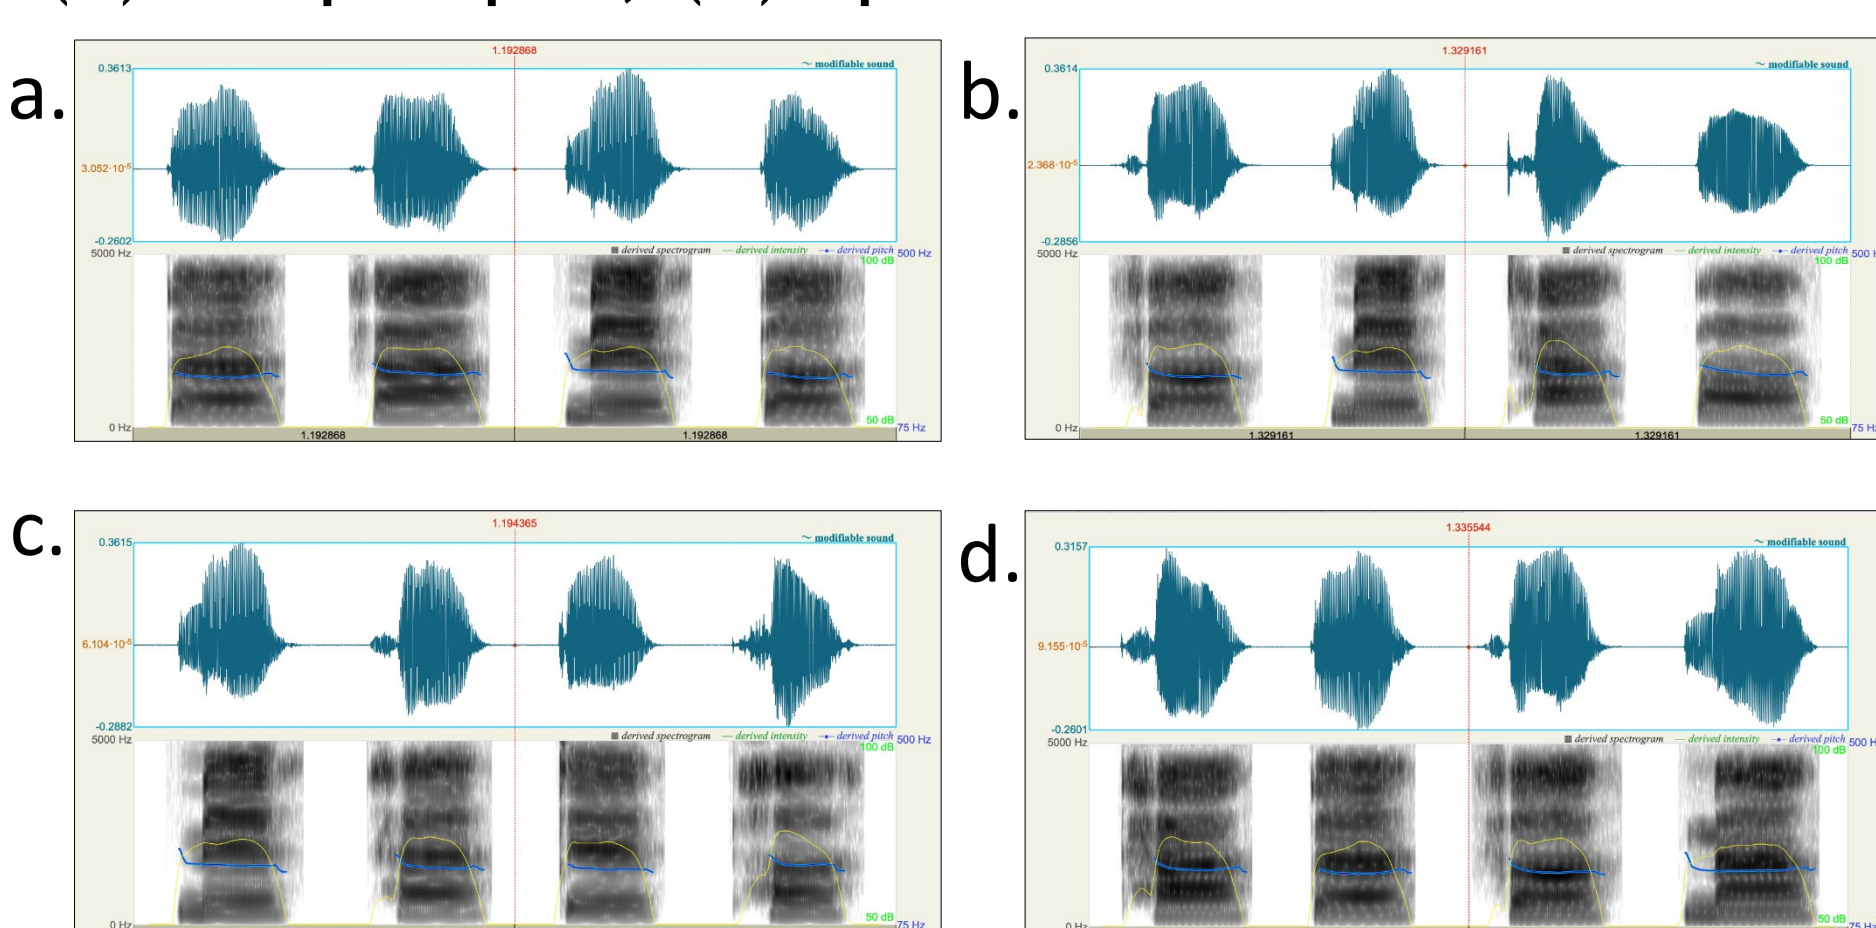 a.
1.192868
0.3613
~ modifiable sound
3.052·10⁻⁵
-0.2602
5000 Hz
derived spectrogram derived intensity derived pitch
500 Hz
100 dB
50 dB
0 Hz
75 Hz
1.192868 1.192868
b.
1.329161
0.3614
~ modifiable sound
2.368·10⁻⁵
-0.2856
5000 Hz
derived spectrogram derived intensity derived pitch
500 H
100 dB
50 dB
0 Hz
75 H
1.329161 1.329161
c.
1.194365
0.3615
~ modifiable sound
6.104·10⁻⁵
-0.2882
5000 Hz
derived spectrogram derived intensity derived pitch
500 Hz
100 dB
50 dB
0 Hz
75 Hz
d.
1.335544
0.3157
~ modifiable sound
9.155·10⁻⁵
-0.2601
5000 Hz
derived spectrogram derived intensity derived pitch
500 H
100 dB
50 dB
0 Hz
75 H